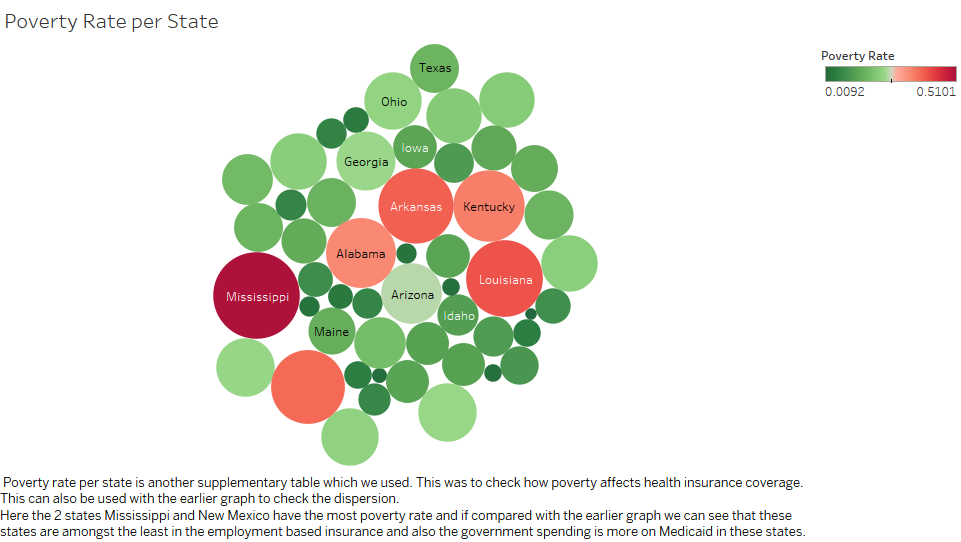 Poverty Rate per State
Poverty Rate
0.0092 0.5101
Texas
Ohio
Iowa
Georgia
Arkansas
Kentucky
Alabama
Louisiana
Mississippi
Arizona
Idaho
Maine
Poverty rate per state is another supplementary table which we used. This was to check how poverty affects health insurance coverage.
This can also be used with the earlier graph to check the dispersion.
Here the 2 states Mississippi and New Mexico have the most poverty rate and if compared with the earlier graph we can see that these
states are amongst the least in the employment based insurance and also the government spending is more on Medicaid in these states.